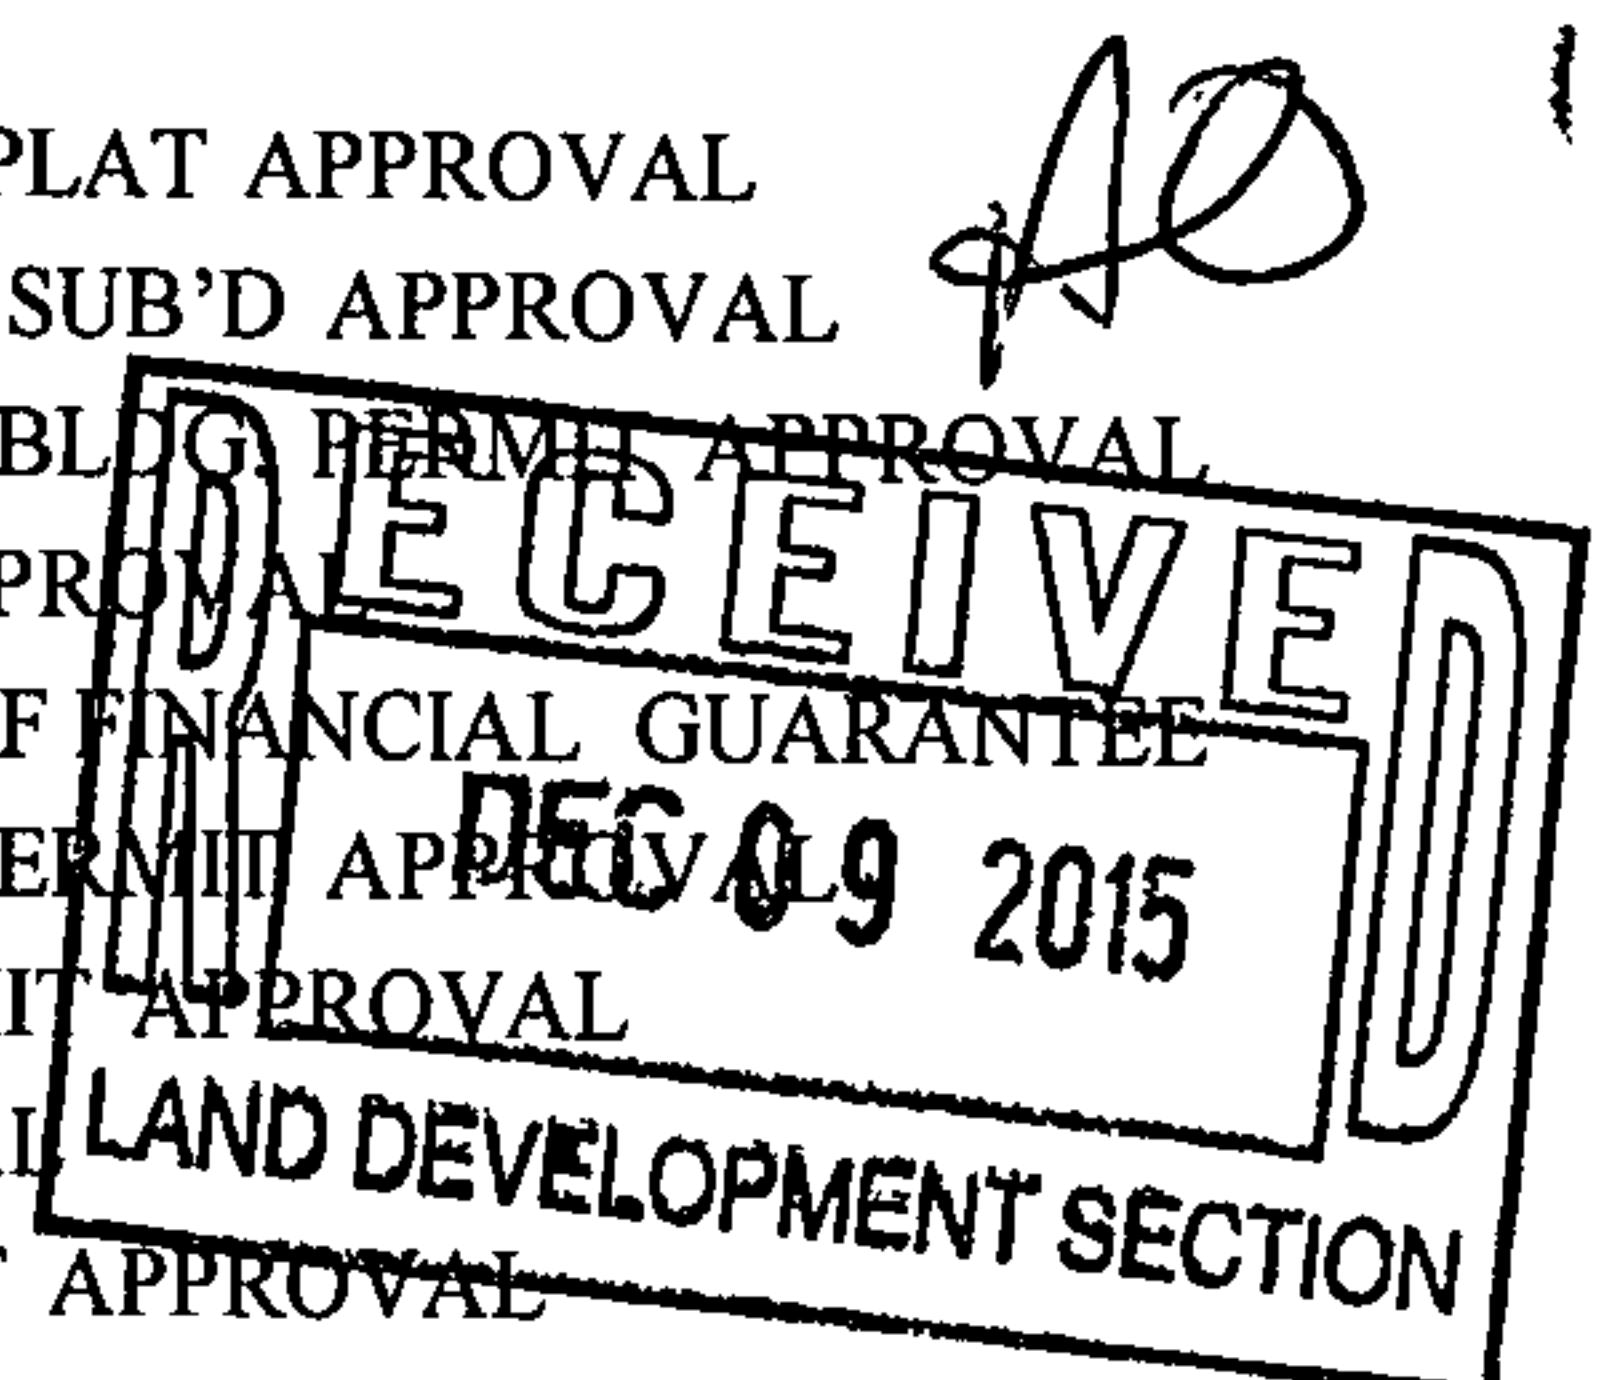 PLAT APPROVAL
SUB'D APPROVAL
BLDG. PERMIT APPROVAL
PROVAL
F FINANCIAL GUARANTEE
ERMIT APPROVAL
IT APPROVAL
L
APPROVAL
RECEIVED
DEC 09 2015
LAND DEVELOPMENT SECTION